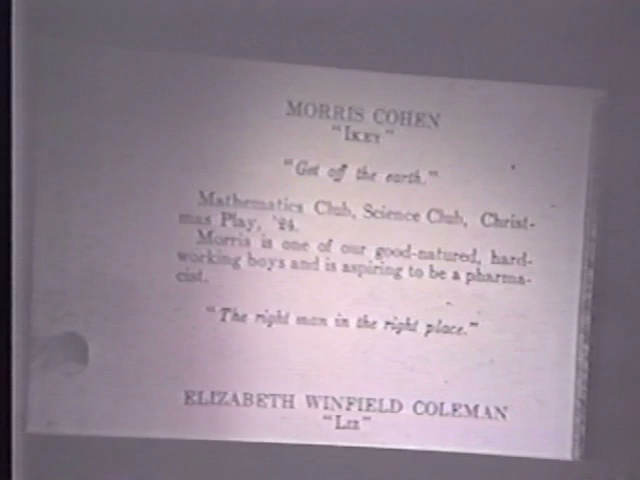 MORRIS COHEN
"IKEY"
"Get off the earth."
Mathematics Club, Science Club, Christ-
mas Play, '24.
Morris is one of our good-natured, hard-
working boys and is aspiring to be a pharma-
cist.
"The right man in the right place."
ELIZABETH WINFIELD COLEMAN
"LIZ"